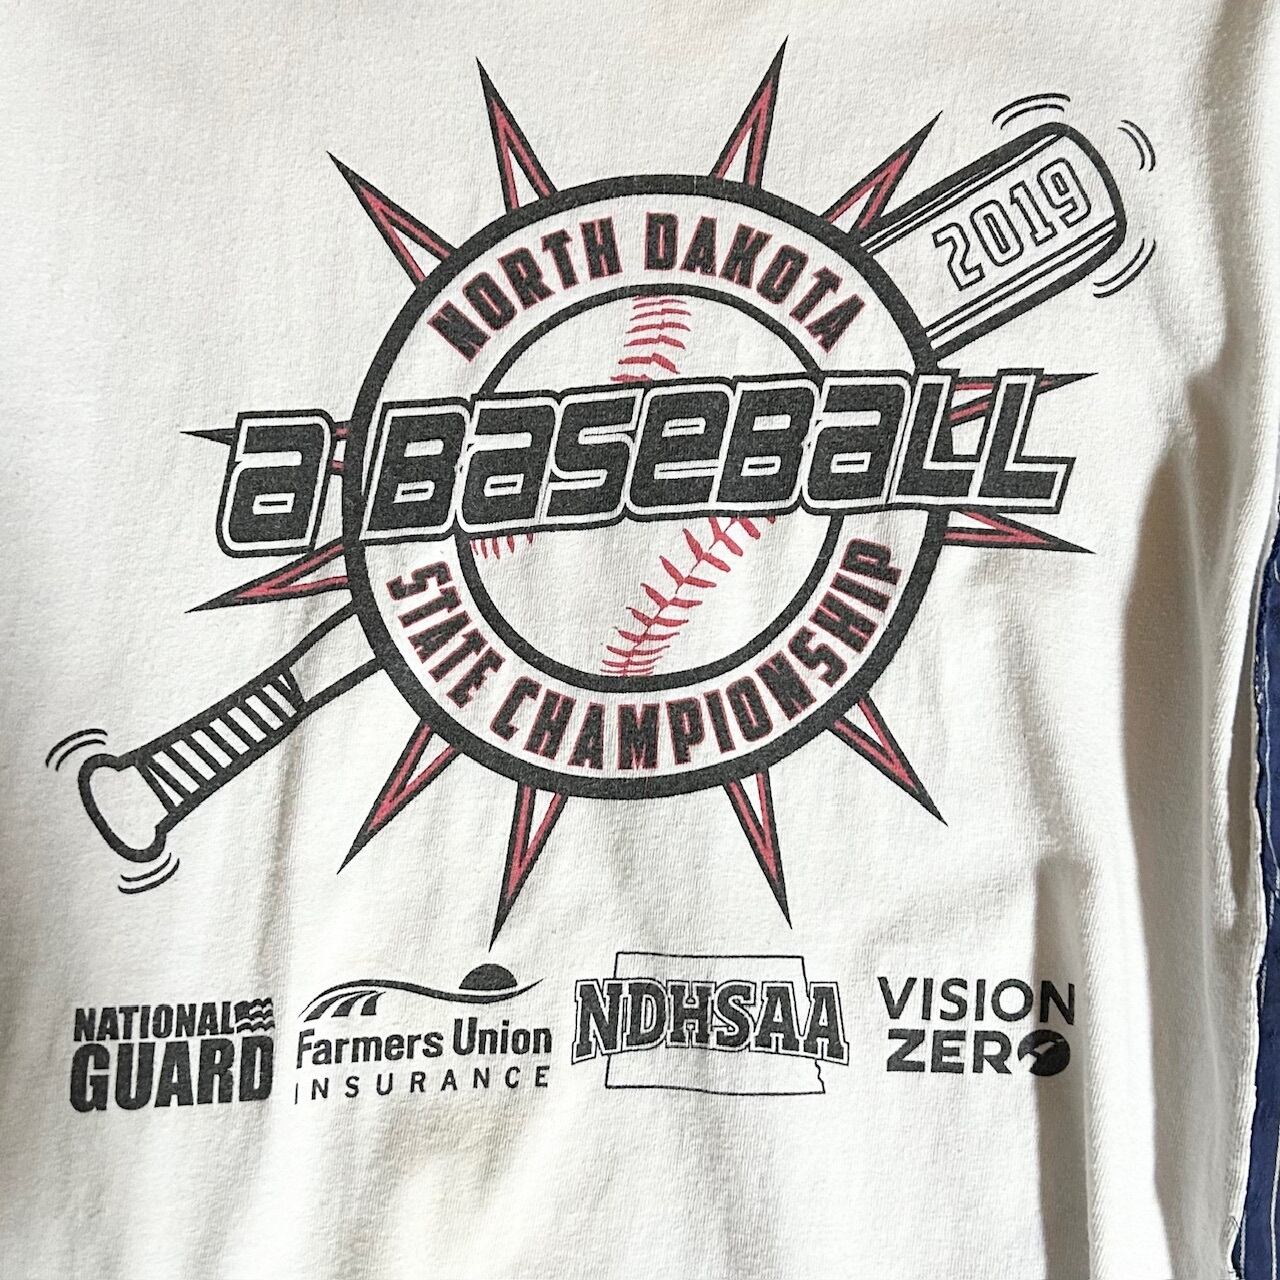 2019
NORTH DAKOTA
a BaseBaLL
STATE CHAMPIONSHIP
NATIONAL
GUARD
Farmers Union
INSURANCE
NDHSAA
VISION
ZERO